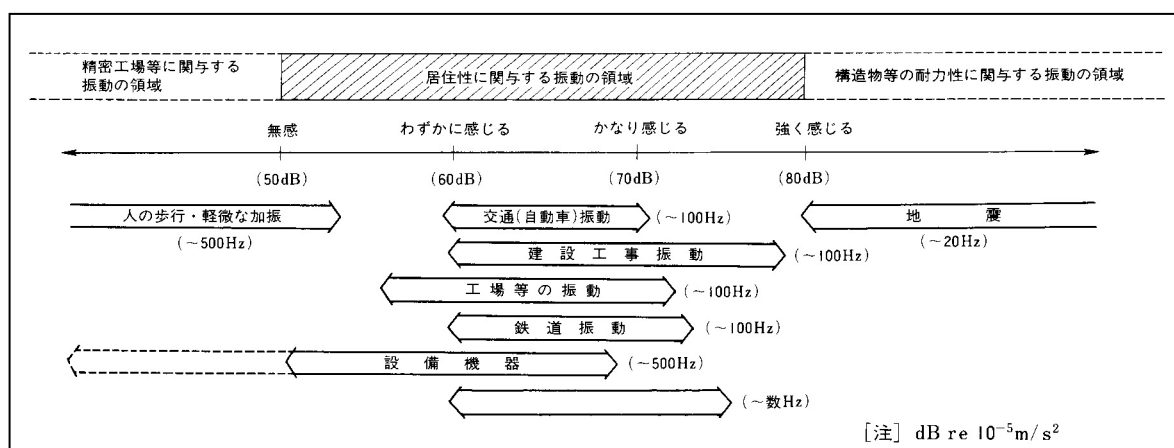 精密工場等に関与する
振動の領域
居住性に関与する振動の領域
構造物等の耐力性に関与する振動の領域
無感
わずかに感じる
かなり感じる
強く感じる
(50dB)
(60dB)
(70dB)
(80dB)
人の歩行・軽微な加振
(~500Hz)
交通(自動車)振動
(~100Hz)
地震
(~20Hz)
建設工事振動
(~100Hz)
工場等の振動
(~100Hz)
鉄道振動
(~100Hz)
設備機器
(~500Hz)
(~数Hz)
[注] dB re 10⁻⁵m/s²